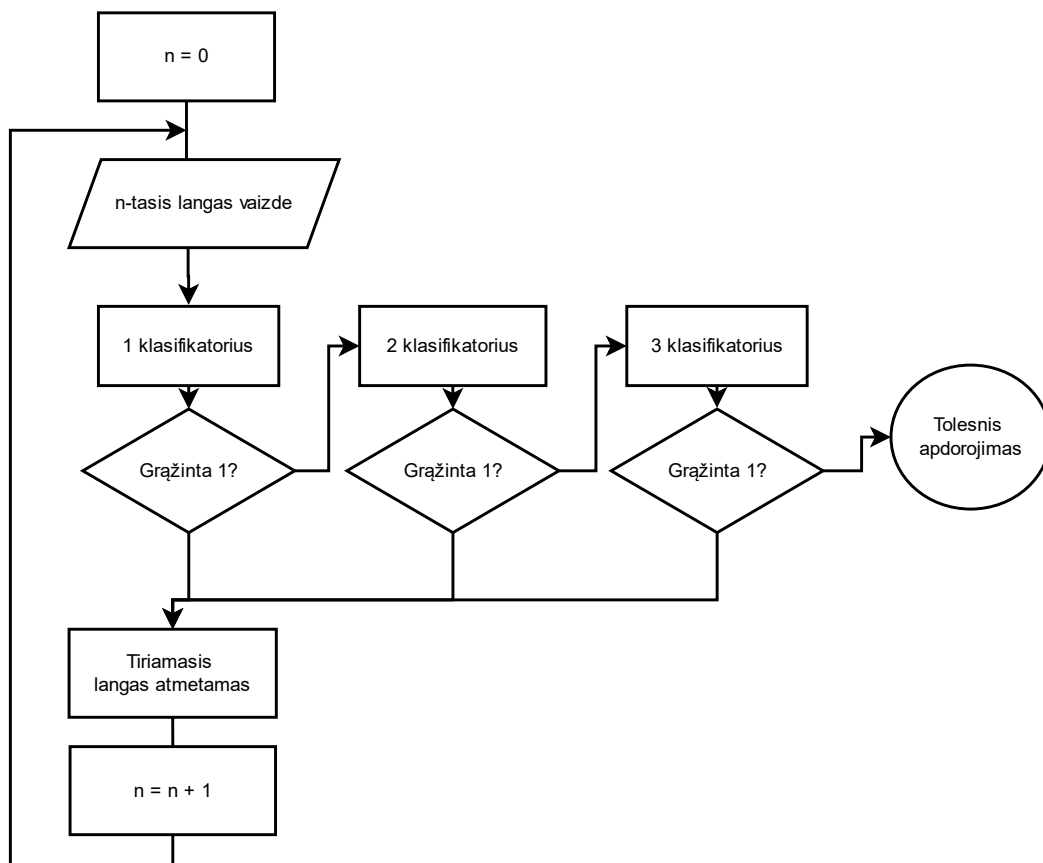 n = 0
n-tasis langas vaizde
1 klasifikatorius
2 klasifikatorius
3 klasifikatorius
Grąžinta 1?
Grąžinta 1?
Grąžinta 1?
Tolesnis
apdorojimas
Tiriamasis
langas atmetamas
n = n + 1